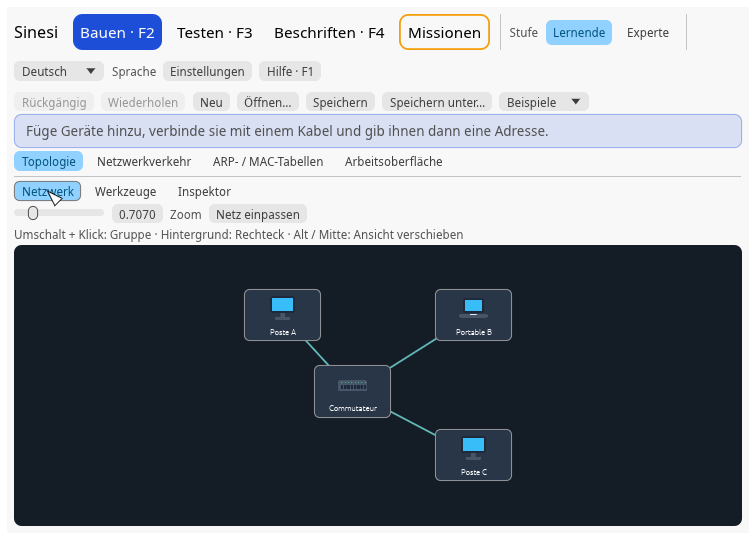 Sinesi Bauen · F2 Testen · F3 Beschriften · F4 Missionen Stufe Lernende Experte
Deutsch Sprache Einstellungen Hilfe · F1
Rückgängig Wiederholen Neu Öffnen... Speichern Speichern unter... Beispiele
Füge Geräte hinzu, verbinde sie mit einem Kabel und gib ihnen dann eine Adresse.
Topologie Netzwerkverkehr ARP- / MAC-Tabellen Arbeitsoberfläche
Netzwerk Werkzeuge Inspektor
0.7070 Zoom Netz einpassen
Umschalt + Klick: Gruppe · Hintergrund: Rechteck · Alt / Mitte: Ansicht verschieben
Poste A Portable B
Commutateur
Poste C